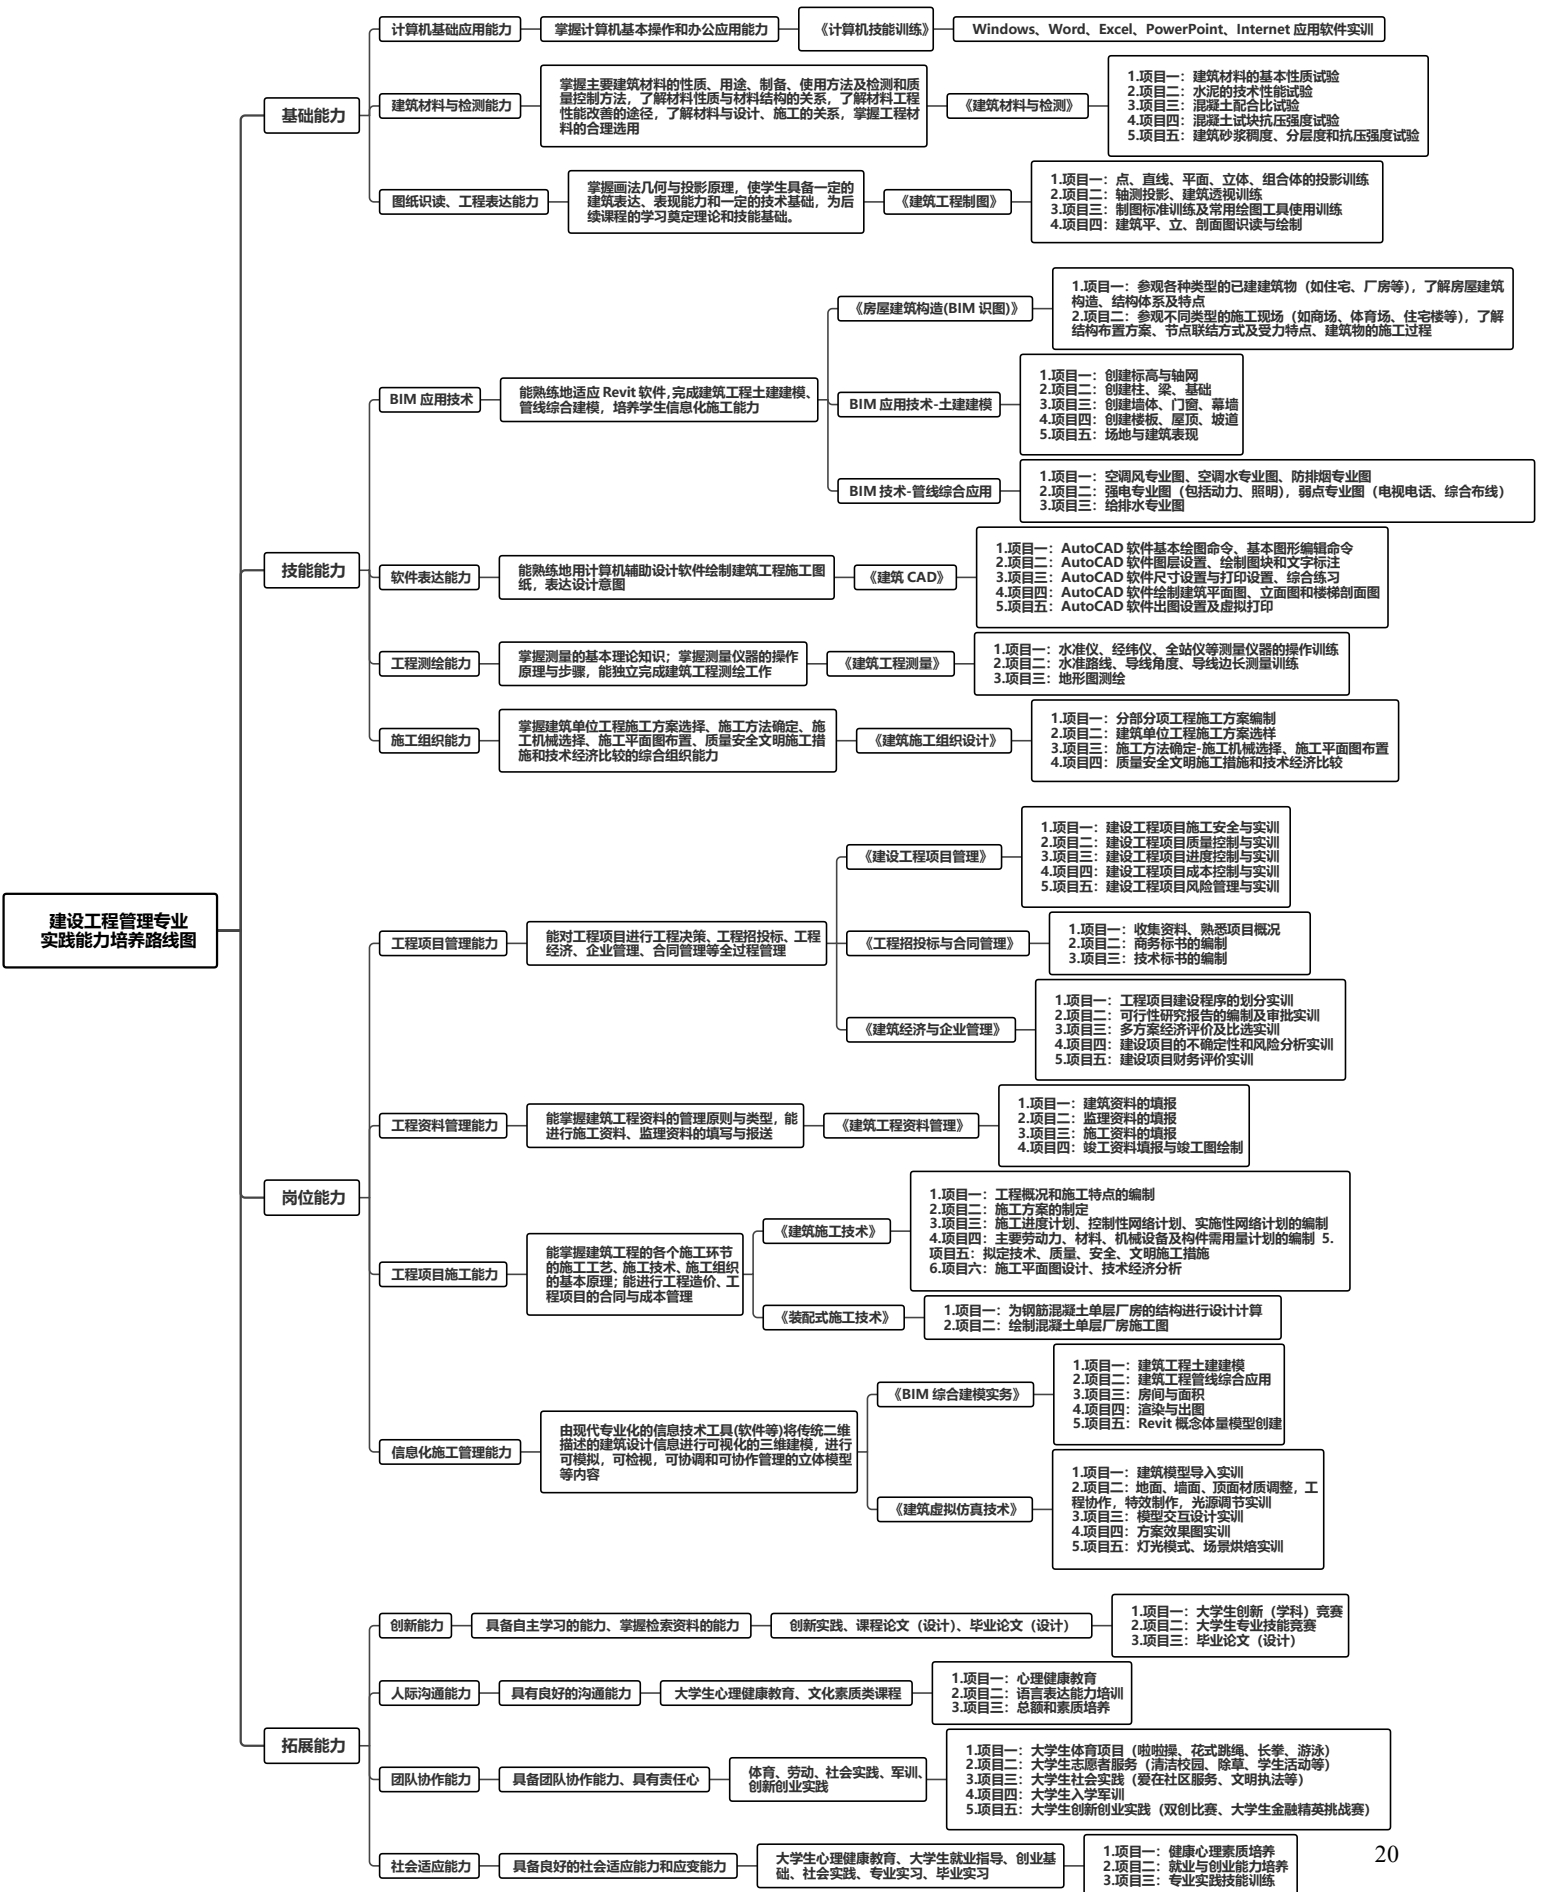 建设工程管理专业
实践能力培养路线图
基础能力
计算机基础应用能力
掌握计算机基本操作和办公应用能力
《计算机技能训练》
Windows、Word、Excel、PowerPoint、Internet 应用软件实训
建筑材料与检测能力
掌握主要建筑材料的性质、用途、制备、使用方法及检测和质
量控制方法，了解材料性质与材料结构的关系，了解材料工程
性能改善的途径，了解材料与设计、施工的关系，掌握工程材
料的合理选用
《建筑材料与检测》
1.项目一：建筑材料的基本性质试验
2.项目二：水泥的技术性能试验
3.项目三：混凝土配合比试验
4.项目四：混凝土试块抗压强度试验
5.项目五：建筑砂浆稠度、分层度和抗压强度试验
图纸识读、工程表达能力
掌握画法几何与投影原理，使学生具备一定的
建筑表达、表现能力和一定的技术基础，为后
续课程的学习奠定理论和技能基础。
《建筑工程制图》
1.项目一：点、直线、平面、立体、组合体的投影训练
2.项目二：轴测投影、建筑透视训练
3.项目三：制图标准训练及常用绘图工具使用训练
4.项目四：建筑平、立、剖面图识读与绘制
技能能力
BIM 应用技术
能熟练地适应 Revit 软件，完成建筑工程土建建模、
管线综合建模，培养学生信息化施工能力
《房屋建筑构造(BIM 识图)》
1.项目一：参观各种类型的已建建筑物（如住宅、厂房等），了解房屋建筑
构造、结构体系及特点
2.项目二：参观不同类型的施工现场（如商场、体育场、住宅楼等），了解
结构布置方案、节点联结方式及受力特点、建筑物的施工过程
BIM 应用技术-土建建模
1.项目一：创建标高与轴网
2.项目二：创建柱、梁、基础
3.项目三：创建墙体、门窗、幕墙
4.项目四：创建楼板、屋顶、坡道
5.项目五：场地与建筑表现
BIM 技术-管线综合应用
1.项目一：空调风专业图、空调水专业图、防排烟专业图
2.项目二：强电专业图（包括动力、照明），弱点专业图（电视电话、综合布线）
3.项目三：给排水专业图
软件表达能力
能熟练地用计算机辅助设计软件绘制建筑工程施工图
纸，表达设计意图
《建筑 CAD》
1.项目一：AutoCAD 软件基本绘图命令、基本图形编辑命令
2.项目二：AutoCAD 软件图层设置、绘制图块和文字标注
3.项目三：AutoCAD 软件尺寸设置与打印设置、综合练习
4.项目四：AutoCAD 软件绘制建筑平面图、立面图和楼梯剖面图
5.项目五：AutoCAD 软件出图设置及虚拟打印
工程测绘能力
掌握测量的基本理论知识；掌握测量仪器的操作
原理与步骤，能独立完成建筑工程测绘工作
《建筑工程测量》
1.项目一：水准仪、经纬仪、全站仪等测量仪器的操作训练
2.项目二：水准路线、导线角度、导线边长测量训练
3.项目三：地形图测绘
施工组织能力
掌握建筑单位工程施工方案选择、施工方法确定、施
工机械选择、施工平面图布置、质量安全文明施工措
施和技术经济比较的综合组织能力
《建筑施工组织设计》
1.项目一：分部分项工程施工方案编制
2.项目二：建筑单位工程施工方案选样
3.项目三：施工方法确定-施工机械选择、施工平面图布置
4.项目四：质量安全文明施工措施和技术经济比较
岗位能力
工程项目管理能力
能对工程项目进行工程决策、工程招投标、工程
经济、企业管理、合同管理等全过程管理
《建设工程项目管理》
1.项目一：建设工程项目施工安全与实训
2.项目二：建设工程项目质量控制与实训
3.项目三：建设工程项目进度控制与实训
4.项目四：建设工程项目成本控制与实训
5.项目五：建设工程项目风险管理与实训
《工程招投标与合同管理》
1.项目一：收集资料、熟悉项目概况
2.项目二：商务标书的编制
3.项目三：技术标书的编制
《建筑经济与企业管理》
1.项目一：工程项目建设程序的划分实训
2.项目二：可行性研究报告的编制及审批实训
3.项目三：多方案经济评价及比选实训
4.项目四：建设项目的不确定性和风险分析实训
5.项目五：建设项目财务评价实训
工程资料管理能力
能掌握建筑工程资料的管理原则与类型，能
进行施工资料、监理资料的填写与报送
《建筑工程资料管理》
1.项目一：建筑资料的填报
2.项目二：监理资料的填报
3.项目三：施工资料的填报
4.项目四：竣工资料填报与竣工图绘制
工程项目施工能力
能掌握建筑工程的各个施工环节
的施工工艺、施工技术、施工组织
的基本原理；能进行工程造价、工
程项目的合同与成本管理
《建筑施工技术》
1.项目一：工程概况和施工特点的编制
2.项目二：施工方案的制定
3.项目三：施工进度计划、控制性网络计划、实施性网络计划的编制
4.项目四：主要劳动力、材料、机械设备及构件需用量计划的编制 5.
项目五：拟定技术、质量、安全、文明施工措施
6.项目六：施工平面图设计、技术经济分析
《装配式施工技术》
1.项目一：为钢筋混凝土单层厂房的结构进行设计计算
2.项目二：绘制混凝土单层厂房施工图
信息化施工管理能力
由现代专业化的信息技术工具(软件等)将传统二维
描述的建筑设计信息进行可视化的三维建模，进行
可模拟，可检视，可协调和可协作管理的立体模型
等内容
《BIM 综合建模实务》
1.项目一：建筑工程土建建模
2.项目二：建筑工程管线综合应用
3.项目三：房间与面积
4.项目四：渲染与出图
5.项目五：Revit 概念体量模型创建
《建筑虚拟仿真技术》
1.项目一：建筑模型导入实训
2.项目二：地面、墙面、顶面材质调整，工
程协作，特效制作，光源调节实训
3.项目三：模型交互设计实训
4.项目四：方案效果图实训
5.项目五：灯光模式、场景烘焙实训
拓展能力
创新能力
具备自主学习的能力、掌握检索资料的能力
创新实践、课程论文（设计）、毕业论文（设计）
1.项目一：大学生创新（学科）竞赛
2.项目二：大学生专业技能竞赛
3.项目三：毕业论文（设计）
人际沟通能力
具有良好的沟通能力
大学生心理健康教育、文化素质类课程
1.项目一：心理健康教育
2.项目二：语言表达能力培训
3.项目三：总额和素质培养
团队协作能力
具备团队协作能力、具有责任心
体育、劳动、社会实践、军训、
创新创业实践
1.项目一：大学生体育项目（啦啦操、花式跳绳、长拳、游泳）
2.项目二：大学生志愿者服务（清洁校园、除草、学生活动等）
3.项目三：大学生社会实践（爱在社区服务、文明执法等）
4.项目四：大学生入学军训
5.项目五：大学生创新创业实践（双创比赛、大学生金融精英挑战赛）
社会适应能力
具备良好的社会适应能力和应变能力
大学生心理健康教育、大学生就业指导、创业基
础、社会实践、专业实习、毕业实习
1.项目一：健康心理素质培养
2.项目二：就业与创业能力培养
3.项目三：专业实践技能训练
20